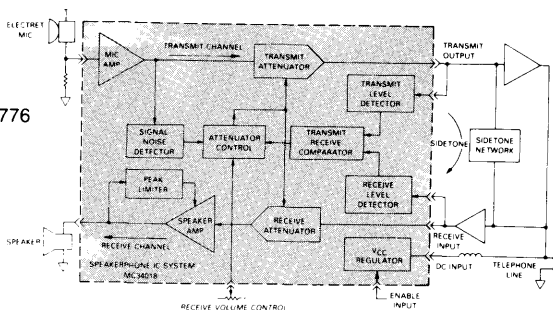 ELECTRET
MIC
MIC
AMP
TRANSMIT CHANNEL
TRANSMIT
ATTENUATOR
TRANSMIT
OUTPUT
776
TRANSMIT
LEVEL
DETECTOR
SIGNAL
NOISE
DETECTOR
ATTENUATOR
CONTROL
TRANSMIT
RECEIVE
COMPARATOR
SIDETONE
SIDETONE
NETWORK
PEAK
LIMITER
RECEIVE
LEVEL
DETECTOR
SPEAKER
SPEAKER
AMP
RECEIVE
ATTENUATOR
RECEIVE
INPUT
RECEIVE CHANNEL
VCC
REGULATOR
DC INPUT
TELEPHONE
LINE
SPEAKERPHONE IC SYSTEM
MC34018
RECEIVE VOLUME CONTROL
ENABLE
INPUT